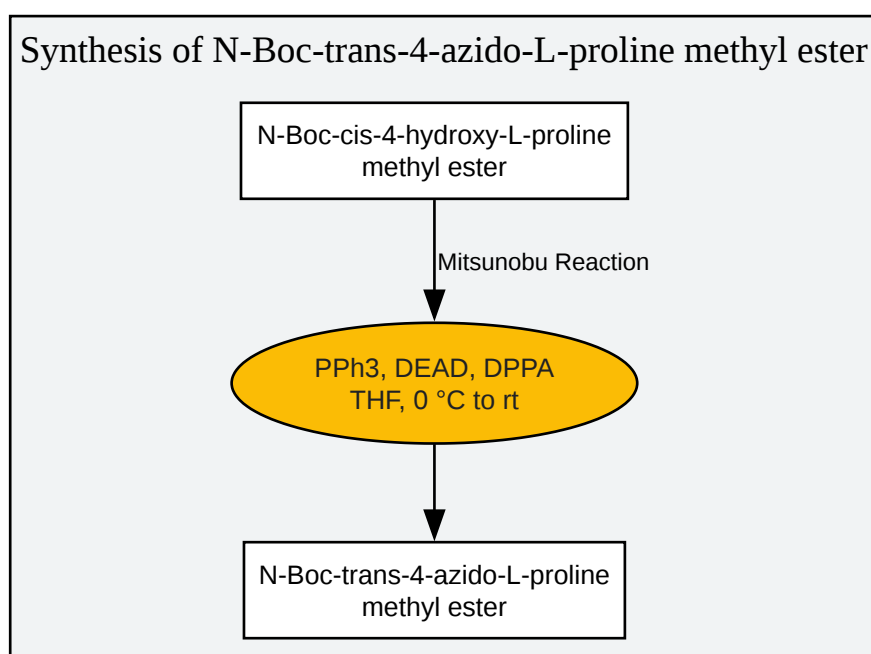 Synthesis of N-Boc-trans-4-azido-L-proline methyl ester
N-Boc-cis-4-hydroxy-L-proline
methyl ester
Mitsunobu Reaction
PPh3, DEAD, DPPA
THF, 0 °C to rt
N-Boc-trans-4-azido-L-proline
methyl ester